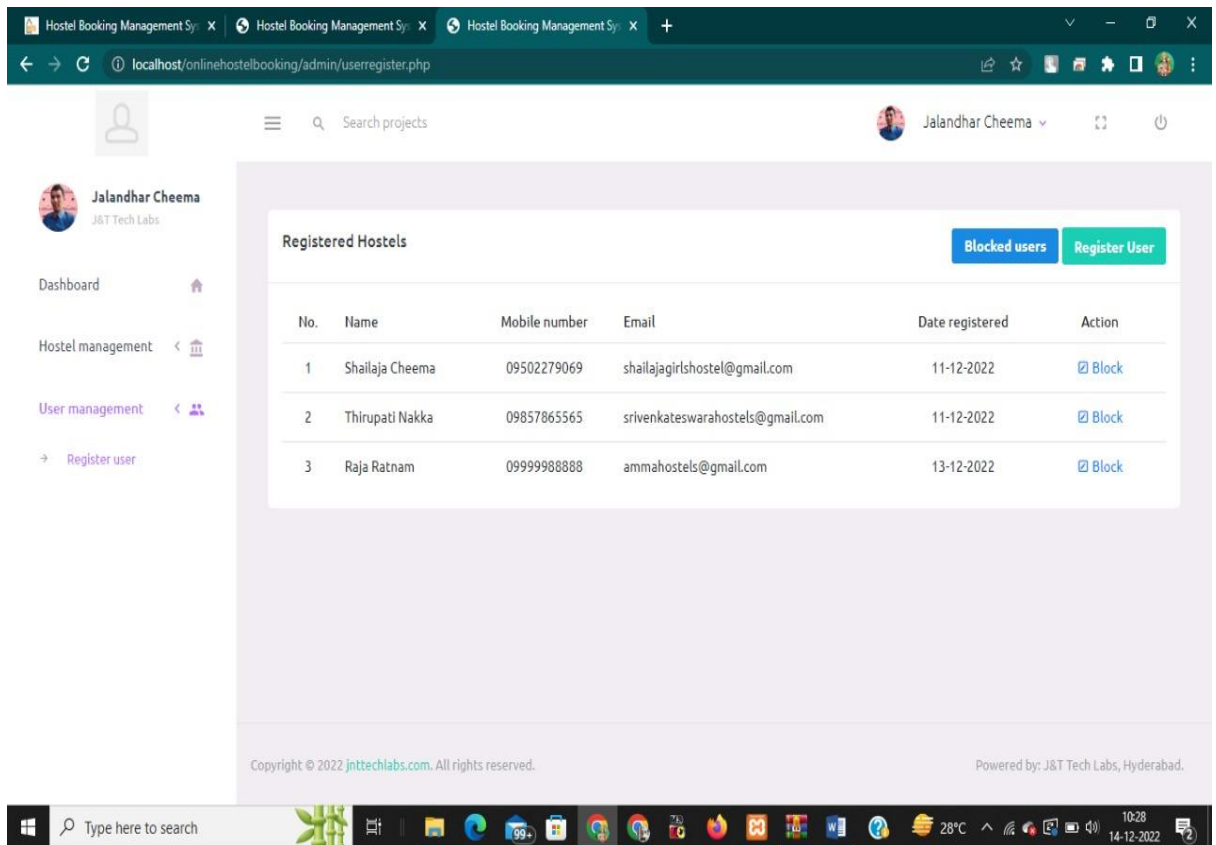 Hostel Booking Management Sys
Hostel Booking Management Sys
Hostel Booking Management Sys
localhost/onlinehostelbooking/admin/userregister.php
Search projects
Jalandhar Cheema
Jalandhar Cheema
J&T Tech Labs
Registered Hostels
Blocked users
Register User
Dashboard
Hostel management
User management
Register user
No. Name Mobile number Email Date registered Action
1 Shailaja Cheema 09502279069 shailajagirlshostel@gmail.com 11-12-2022 Block
2 Thirupati Nakka 09857865565 srivenkateswarahostels@gmail.com 11-12-2022 Block
3 Raja Ratnam 09999988888 ammahostels@gmail.com 13-12-2022 Block
Copyright © 2022 jnttechlabs.com. All rights reserved.
Powered by: J&T Tech Labs, Hyderabad.
Type here to search
99+
28°C
10:28
14-12-2022
2